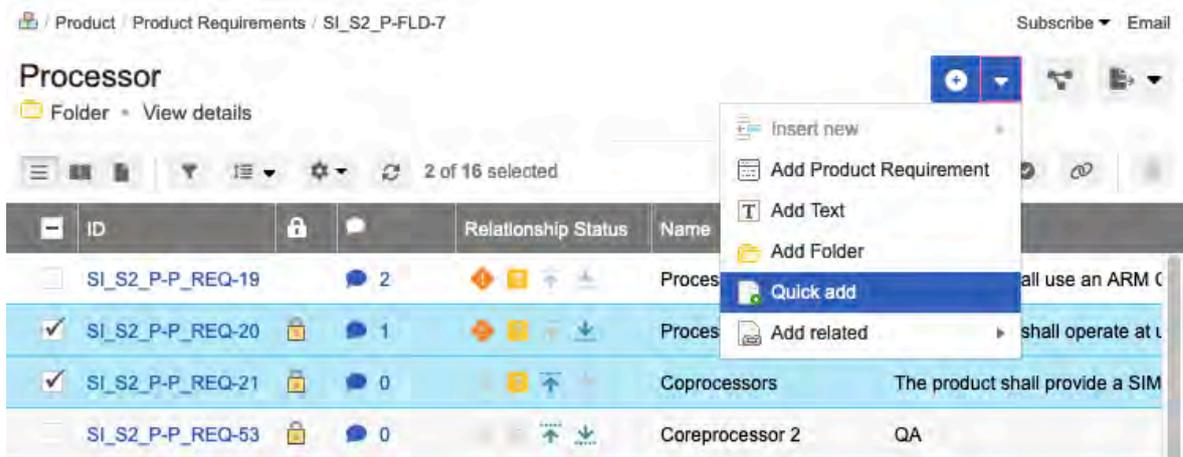 / Product / Product Requirements / SI_S2_P-FLD-7
Subscribe Email
Processor
Folder • View details
2 of 16 selected
Insert new
Add Product Requirement
T Add Text
Add Folder
Quick add
Add related
ID Relationship Status Name
SI_S2_P-P_REQ-19 2 Proces all use an ARM
SI_S2_P-P_REQ-20 1 Proces shall operate at
SI_S2_P-P_REQ-21 0 Coprocessors The product shall provide a SIM
SI_S2_P-P_REQ-53 0 Coreprocessor 2 QA